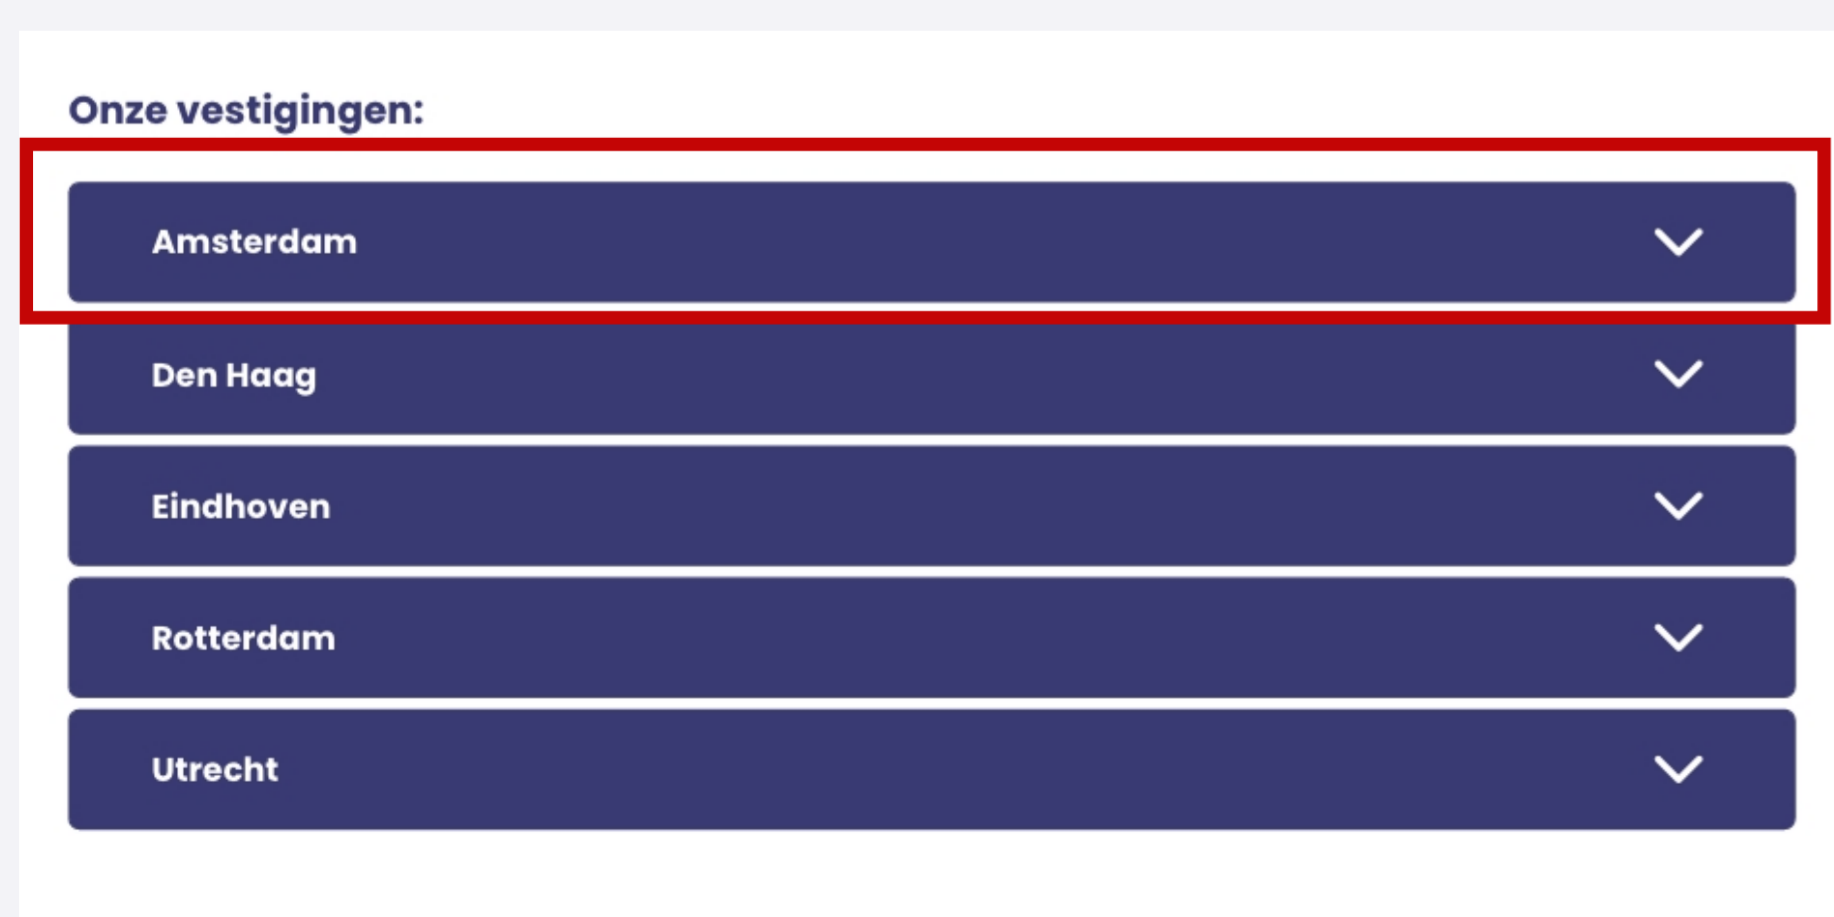 Onze vestigingen:
Amsterdam
Den Haag
Eindhoven
Rotterdam
Utrecht